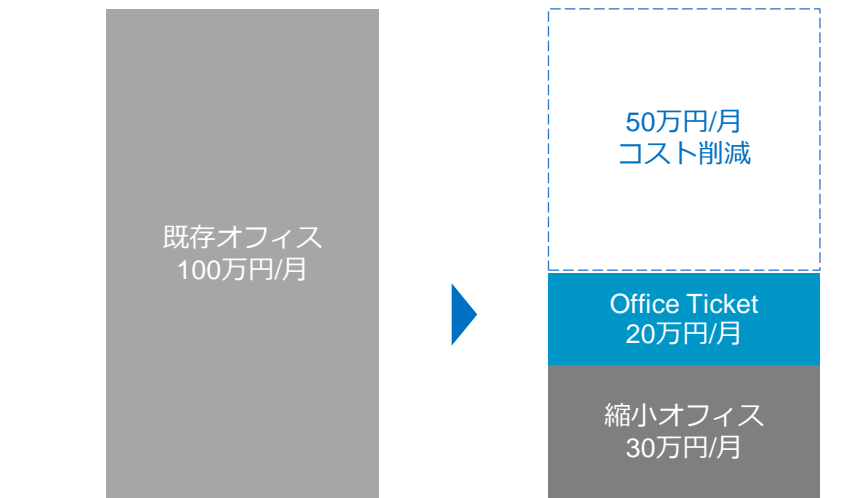 既存オフィス
100万円/月
50万円/月
コスト削減
Office Ticket
20万円/月
縮小オフィス
30万円/月